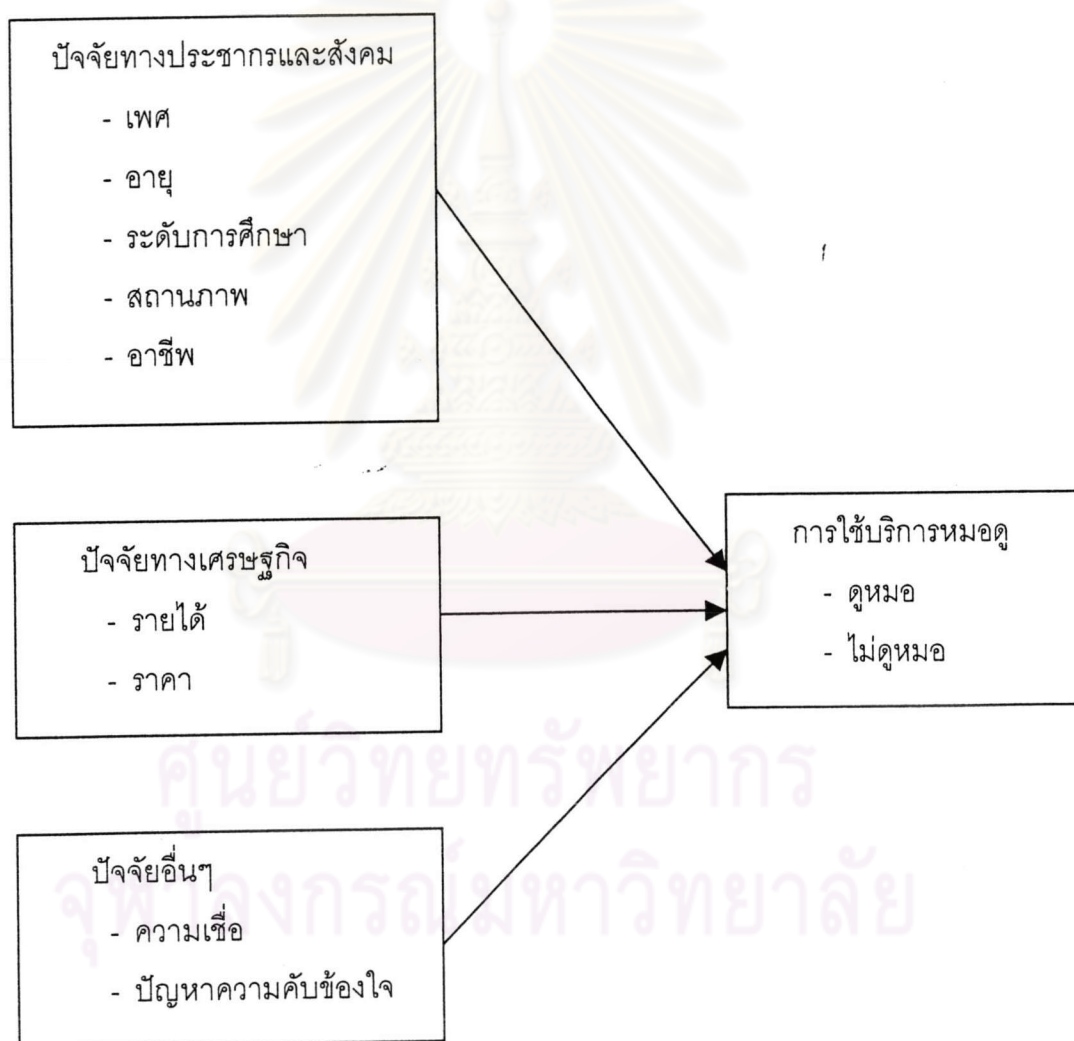 ปัจจัยทางประชากรและสังคม
- เพศ
- อายุ
- ระดับการศึกษา
- สถานภาพ
- อาชีพ
ปัจจัยทางเศรษฐกิจ
- รายได้
- ราคา
การใช้บริการหมอดู
- ดูหมอ
- ไม่ดูหมอ
ปัจจัยอื่นๆ
- ความเชื่อ
- ปัญหาความคับข้องใจ
ศูนย์วิทยทรัพยากร
จุฬาลงกรณ์มหาวิทยาลัย